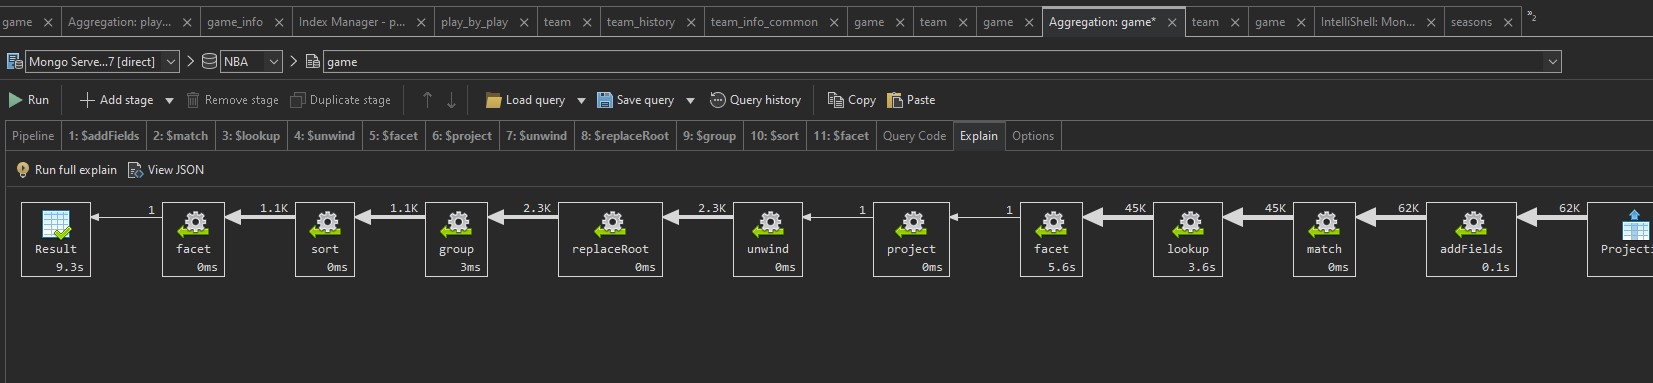 game Aggregation: play... game_info Index Manager - p... play_by_play team team_history team_info_common game team game Aggregation: game* team game IntelliShell: Mon... seasons »2
Mongo Serve...7 [direct] NBA game
Run Add stage Remove stage Duplicate stage Load query Save query Query history Copy Paste
Pipeline 1: $addFields 2: $match 3: $lookup 4: $unwind 5: $facet 6: $project 7: $unwind 8: $replaceRoot 9: $group 10: $sort 11: $facet Query Code Explain Options
Run full explain View JSON
1 1.1K 1.1K 2.3K 2.3K 1 1 45K 45K 62K 62K
Result facet sort group replaceRoot unwind project facet lookup match addFields Projecti
9.3s 0ms 0ms 3ms 0ms 0ms 0ms 5.6s 3.6s 0ms 0.1s